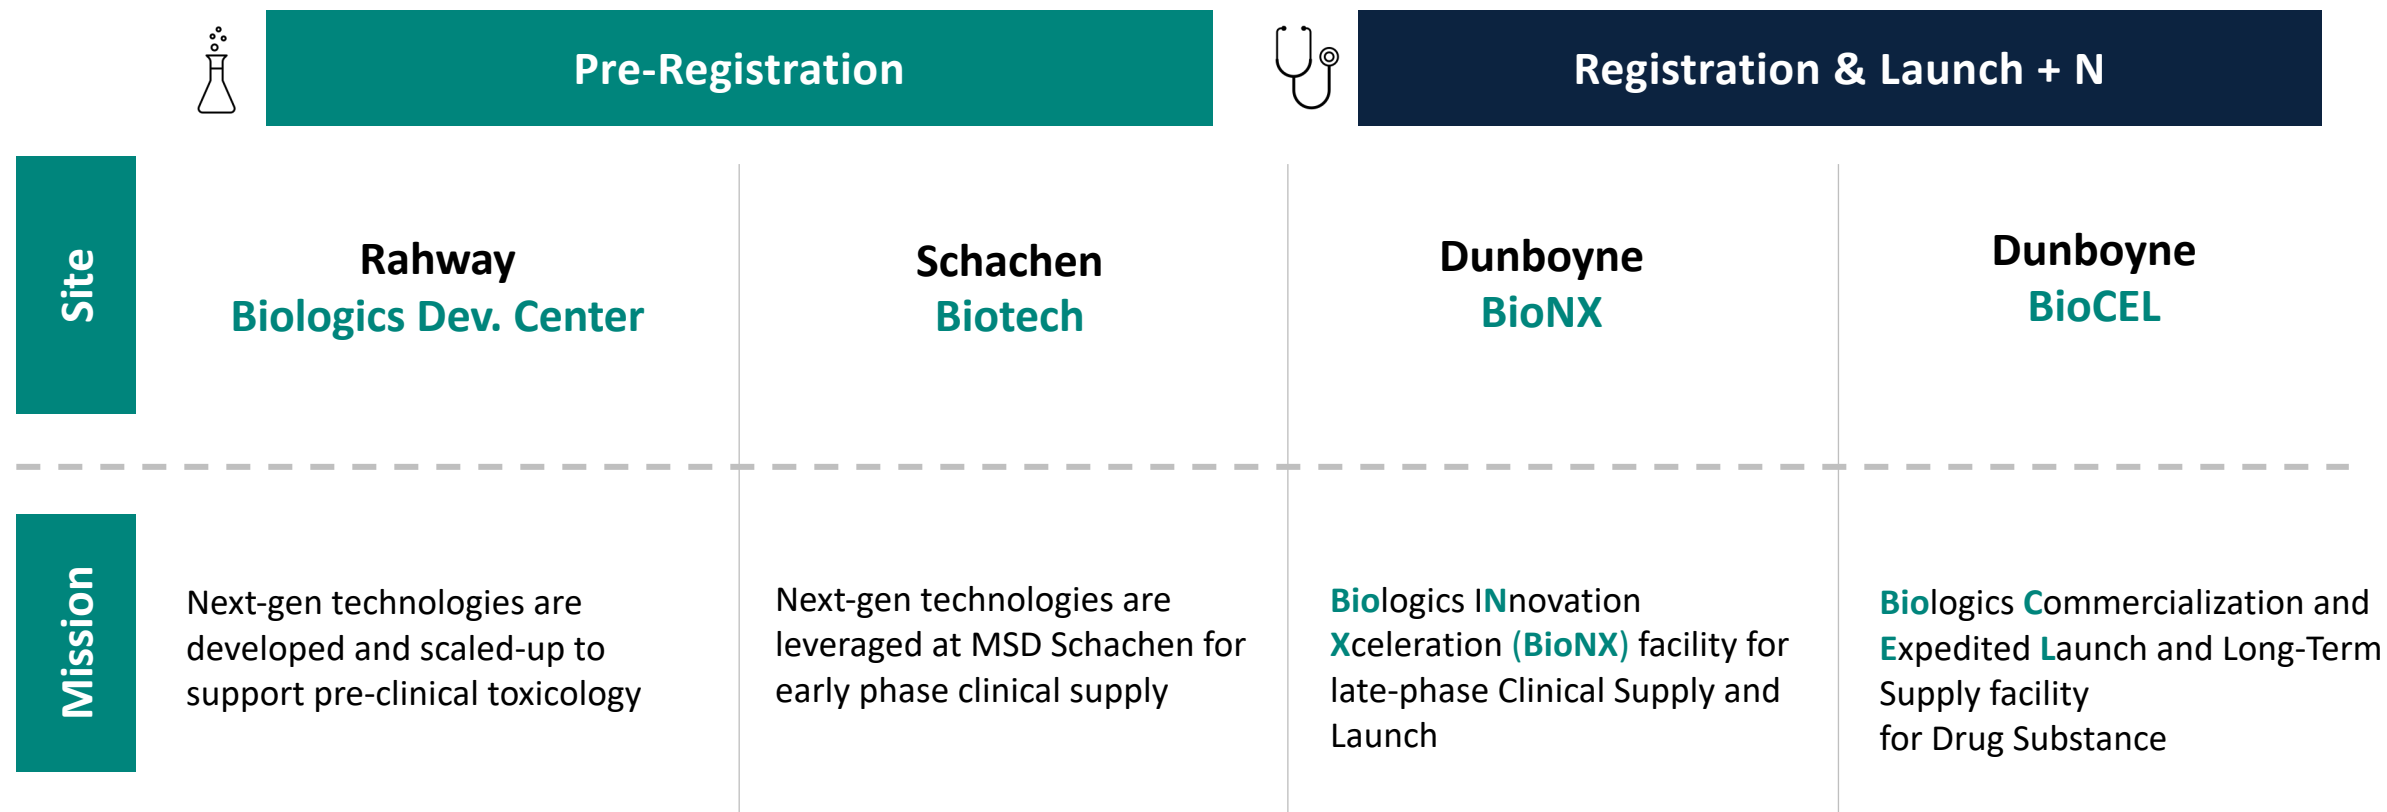 Pre-Registration
Registration & Launch + N
Site
Rahway
Biologics Dev. Center
Schachen
Biotech
Dunboyne
BioNX
Dunboyne
BioCEL
Mission
Next-gen technologies are
developed and scaled-up to
support pre-clinical toxicology
Next-gen technologies are
leveraged at MSD Schachen for
early phase clinical supply
Biologics INnovation
Xceleration (BioNX) facility for
late-phase Clinical Supply and
Launch
Biologics Commercialization and
Expedited Launch and Long-Term
Supply facility
for Drug Substance